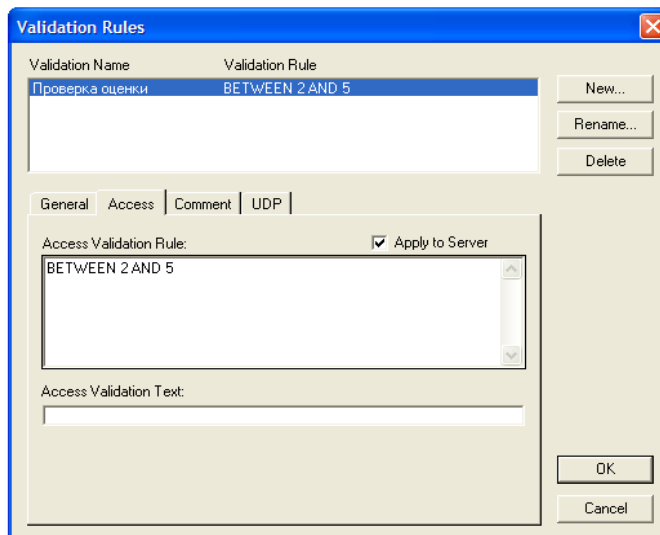 Validation Rules
Validation Name Validation Rule
Проверка оценки BETWEEN 2 AND 5
New...
Rename...
Delete
General Access Comment UDP
Access Validation Rule: Apply to Server
BETWEEN 2 AND 5
Access Validation Text:
OK
Cancel